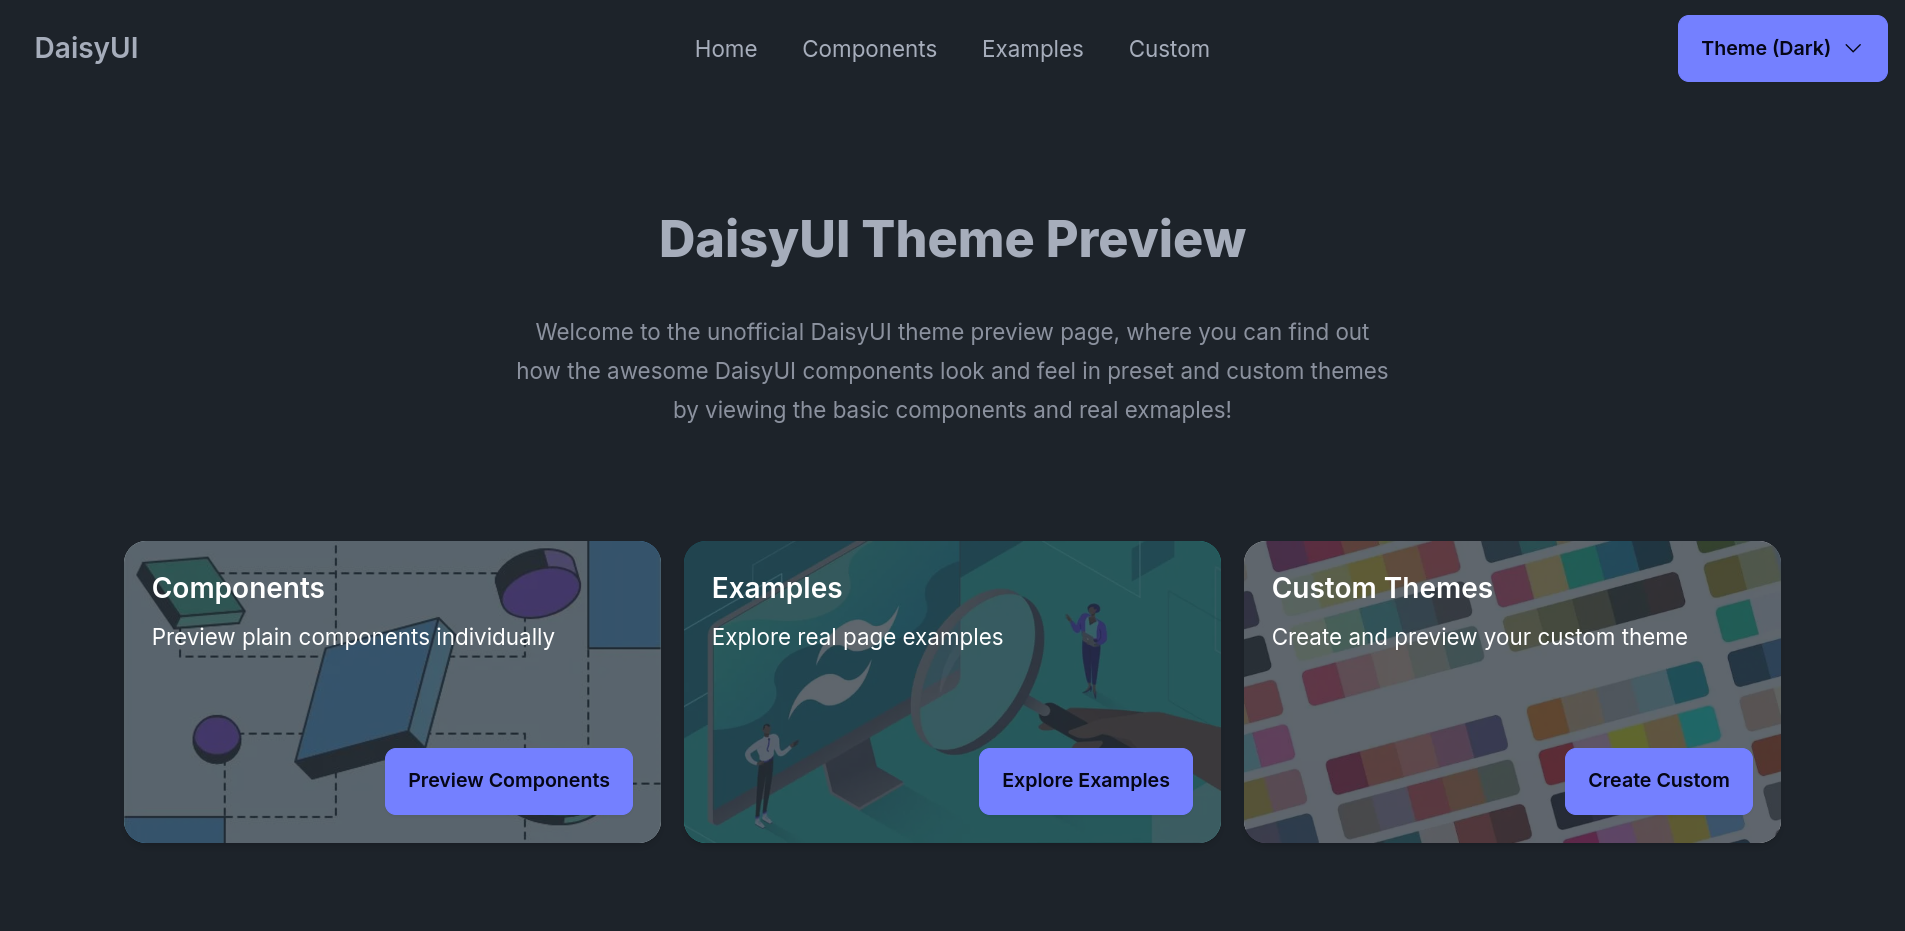 DaisyUI
Home
Components
Examples
Custom
Theme (Dark)
DaisyUI Theme Preview
Welcome to the unofficial DaisyUI theme preview page, where you can find out
how the awesome DaisyUI components look and feel in preset and custom themes
by viewing the basic components and real exmaples!
Components
Preview plain components individually
Preview Components
Examples
Explore real page examples
Explore Examples
Custom Themes
Create and preview your custom theme
Create Custom